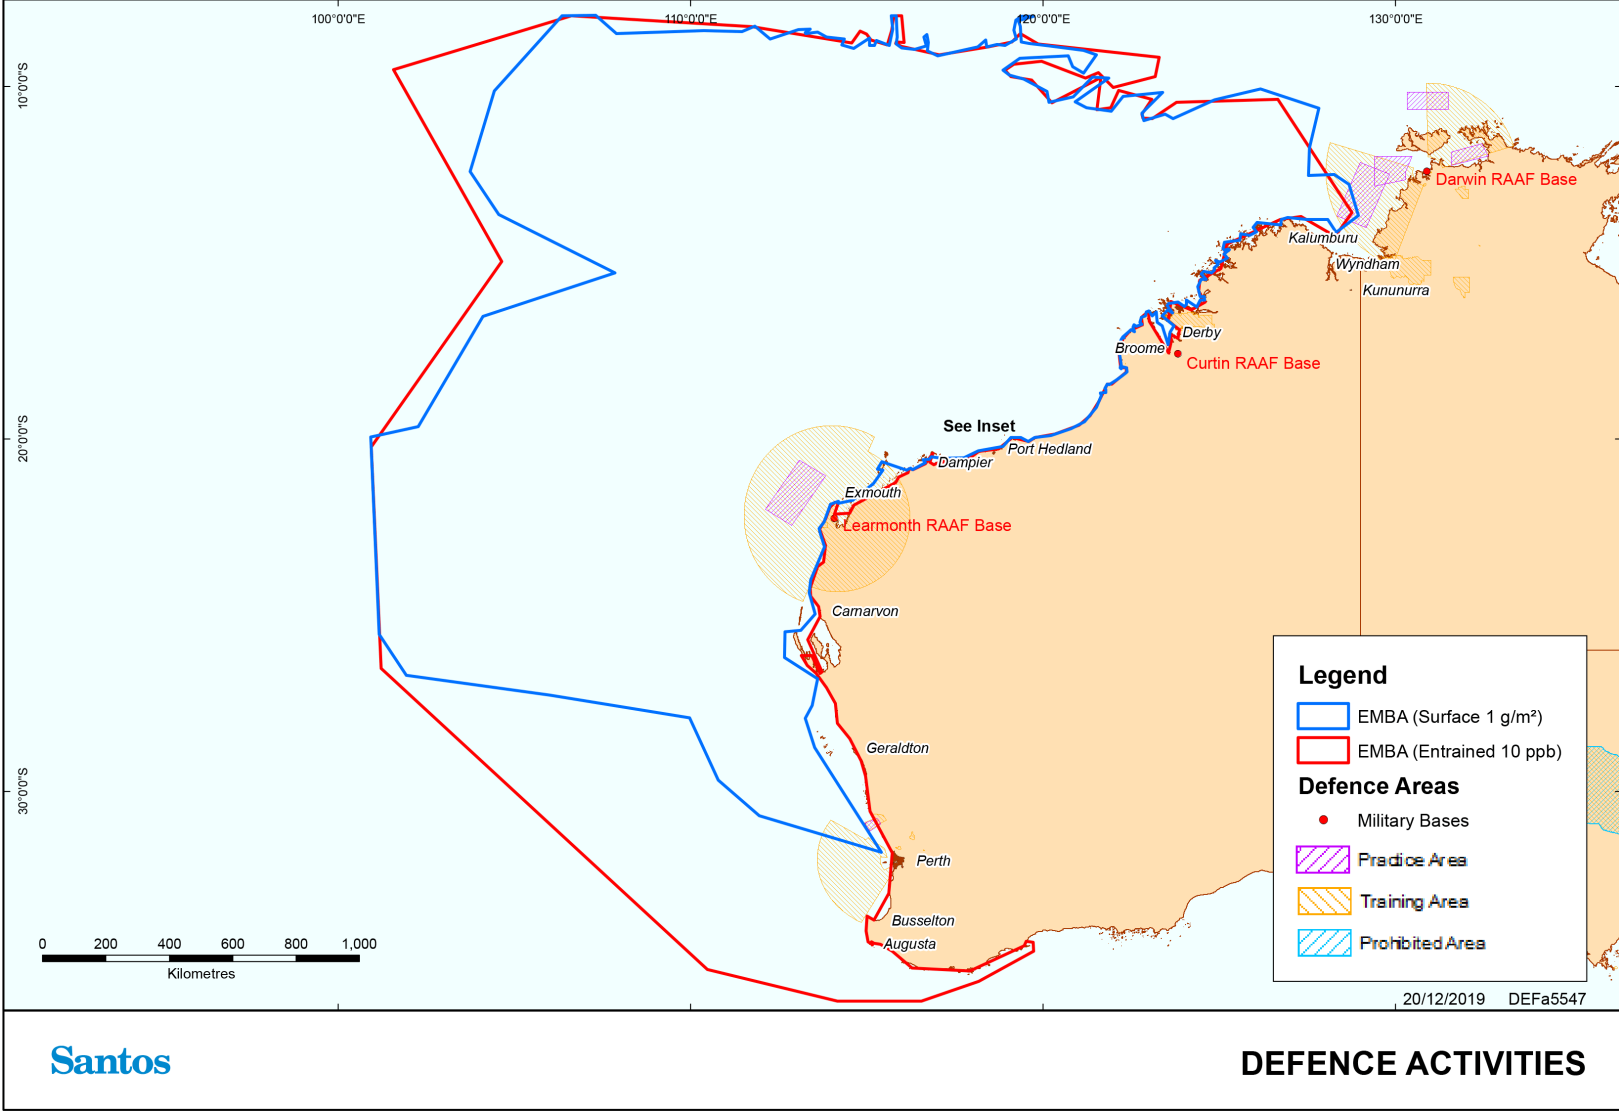 100°0'0"E
110°0'0"E
120°0'0"E
130°0'0"E
10°0'0"S
20°0'0"S
30°0'0"S
Darwin RAAF Base
Kalumburu
Wyndham
Kununurra
Derby
Broome
Curtin RAAF Base
See Inset
Port Hedland
Dampier
Exmouth
Learmonth RAAF Base
Carnarvon
Geraldton
Perth
Busselton
Augusta
0 200 400 600 800 1,000
Kilometres
Legend
EMBA (Surface 1 g/m²)
EMBA (Entrained 10 ppb)
Defence Areas
Military Bases
Practice Area
Training Area
Prohibited Area
20/12/2019 DEFa5547
Santos
DEFENCE ACTIVITIES